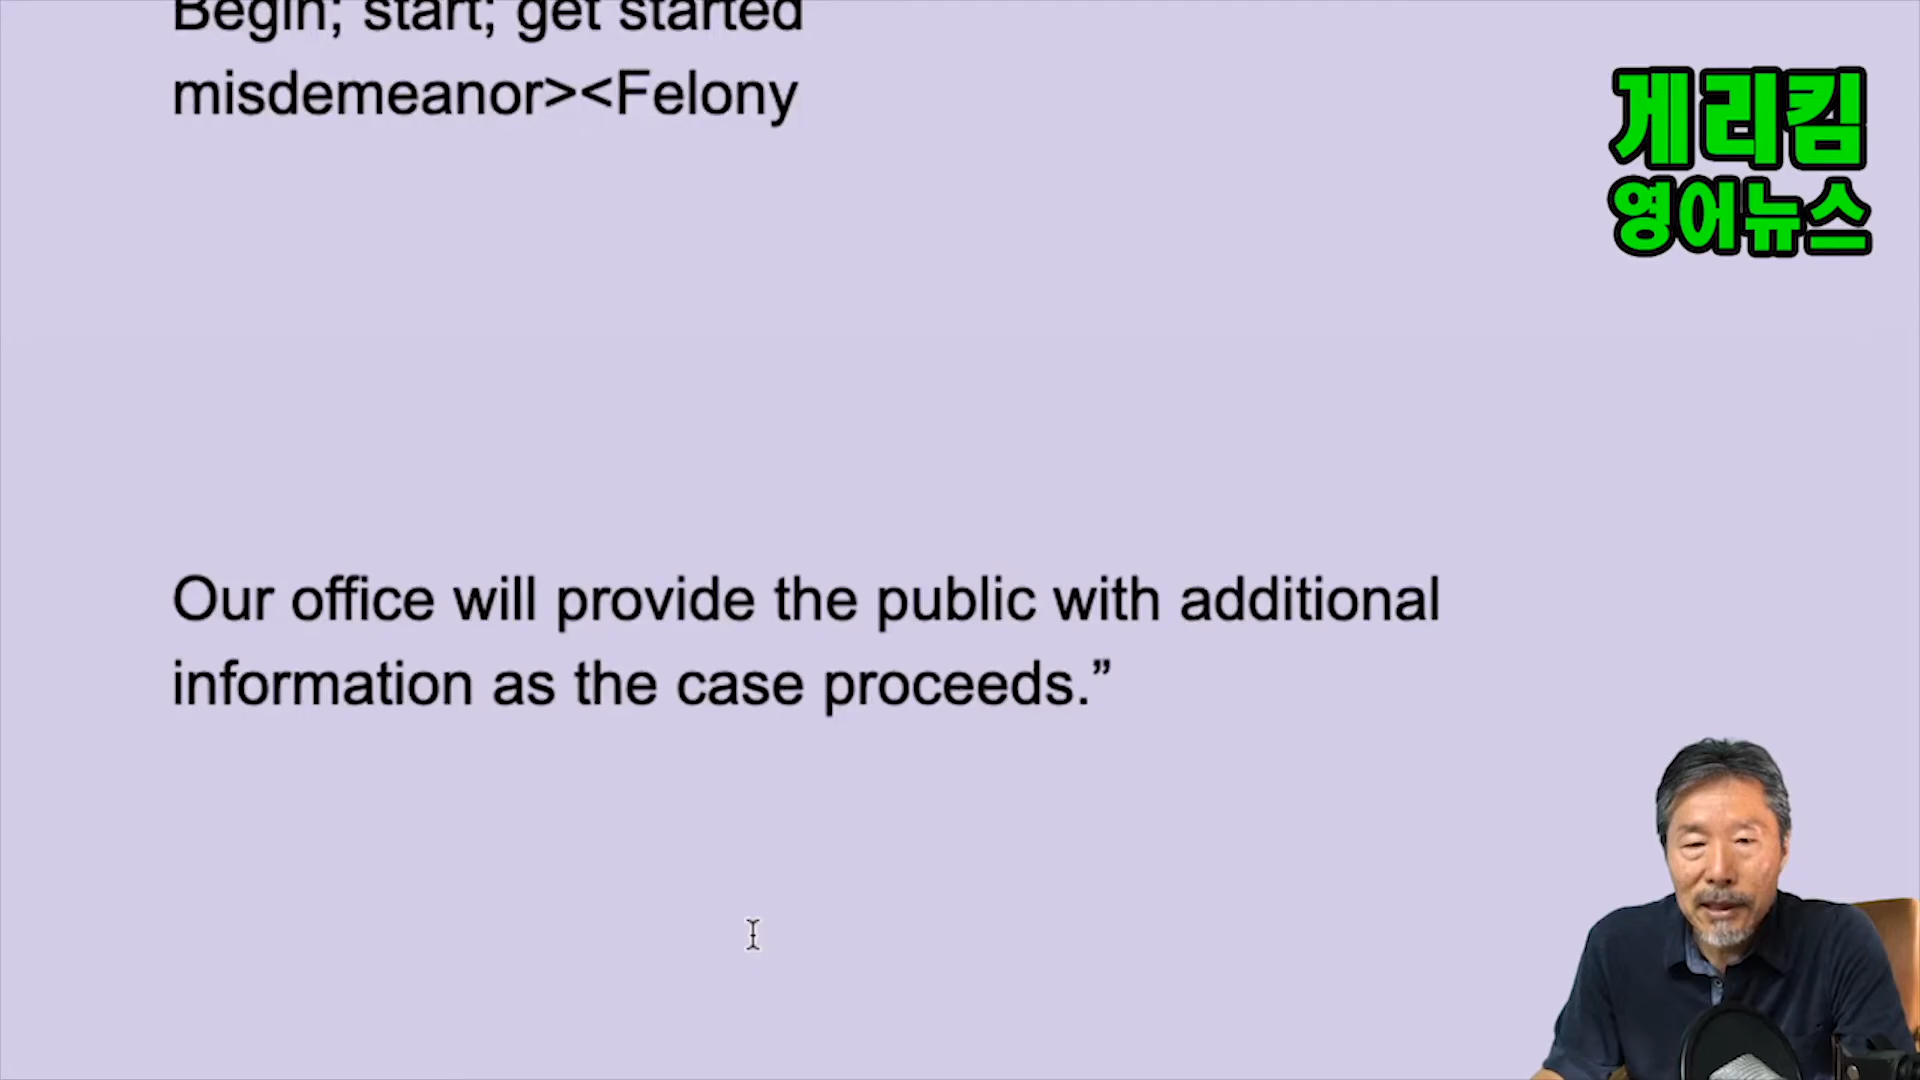 Begin; start; get started
misdemeanor><Felony
게리킴
영어뉴스
Our office will provide the public with additional
information as the case proceeds.”